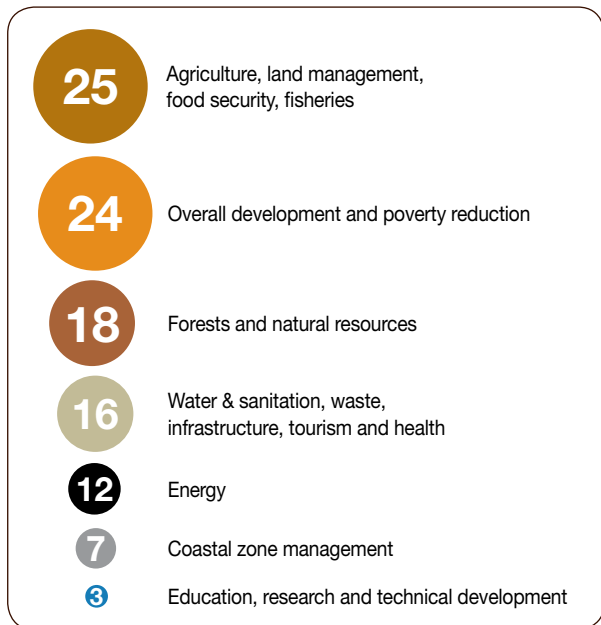 25
Agriculture, land management,
food security, fisheries
24
Overall development and poverty reduction
18
Forests and natural resources
16
Water & sanitation, waste,
infrastructure, tourism and health
12
Energy
7
Coastal zone management
3
Education, research and technical development